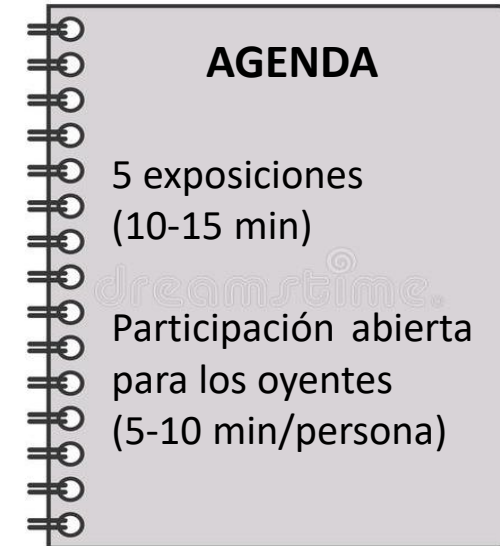 AGENDA
5 exposiciones
(10-15 min)
dreamstime.
Participación abierta
para los oyentes
(5-10 min/persona)